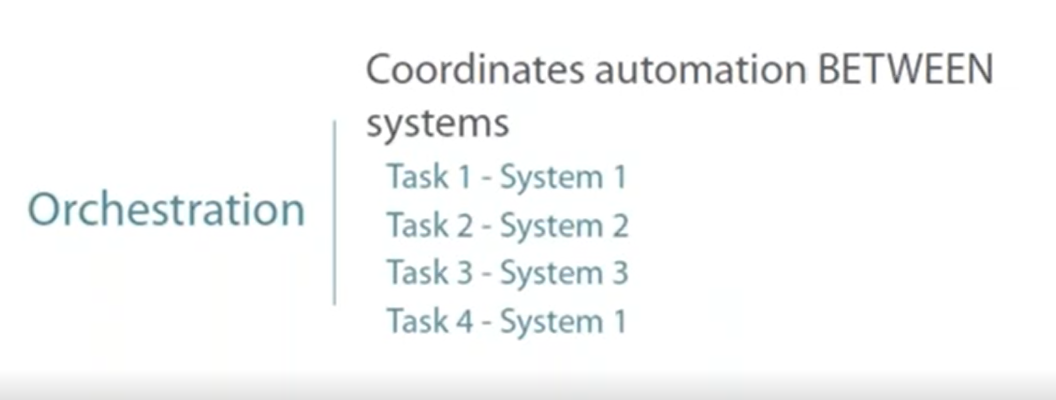 Coordinates automation BETWEEN
systems
Orchestration
Task 1 - System 1
Task 2 - System 2
Task 3 - System 3
Task 4 - System 1